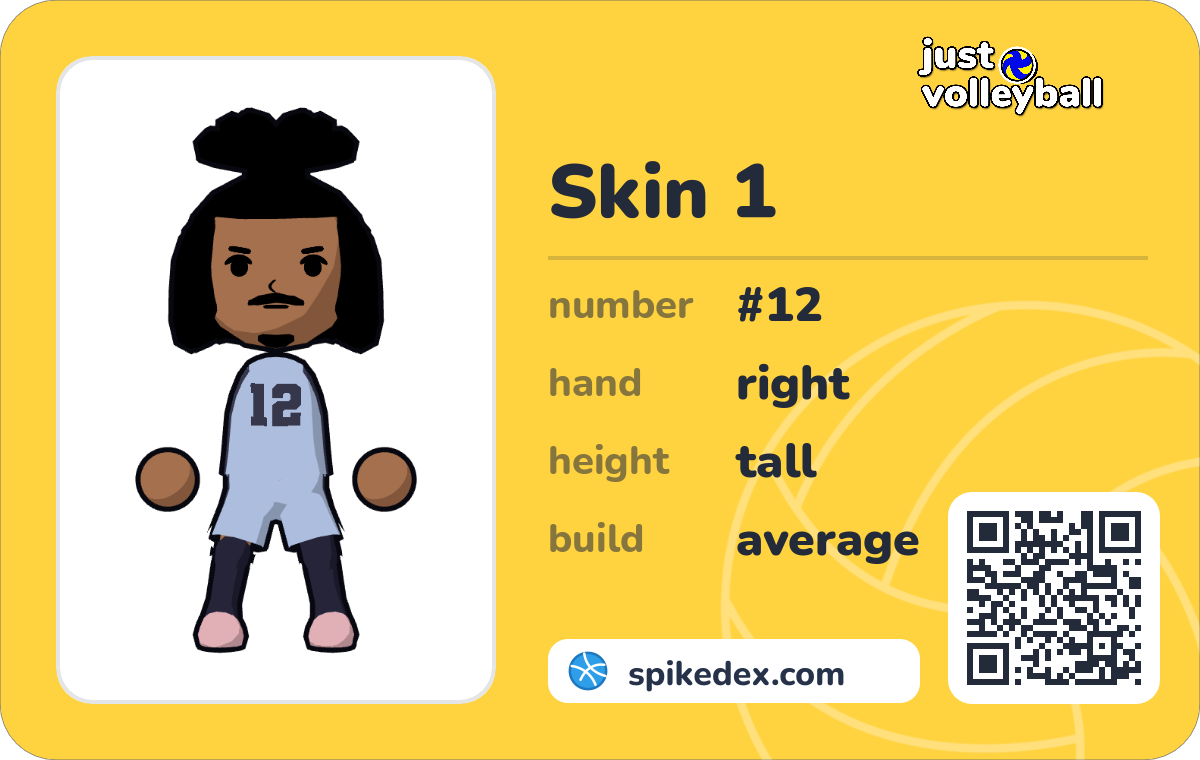 just
volleyball
Skin 1
number #12
hand right
height tall
build average
12
spikedex.com